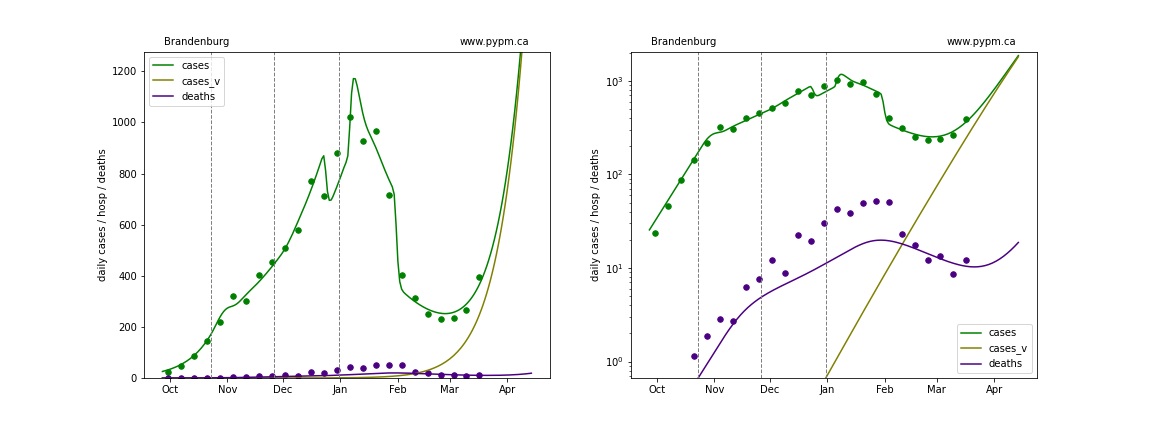 Brandenburg
www.pypm.ca
daily cases / hosp / deaths
1200
1000
800
600
400
200
0
cases
cases_v
deaths
Oct
Nov
Dec
Jan
Feb
Mar
Apr
Brandenburg
www.pypm.ca
daily cases / hosp / deaths
10³
10²
10¹
10⁰
cases
cases_v
deaths
Oct
Nov
Dec
Jan
Feb
Mar
Apr